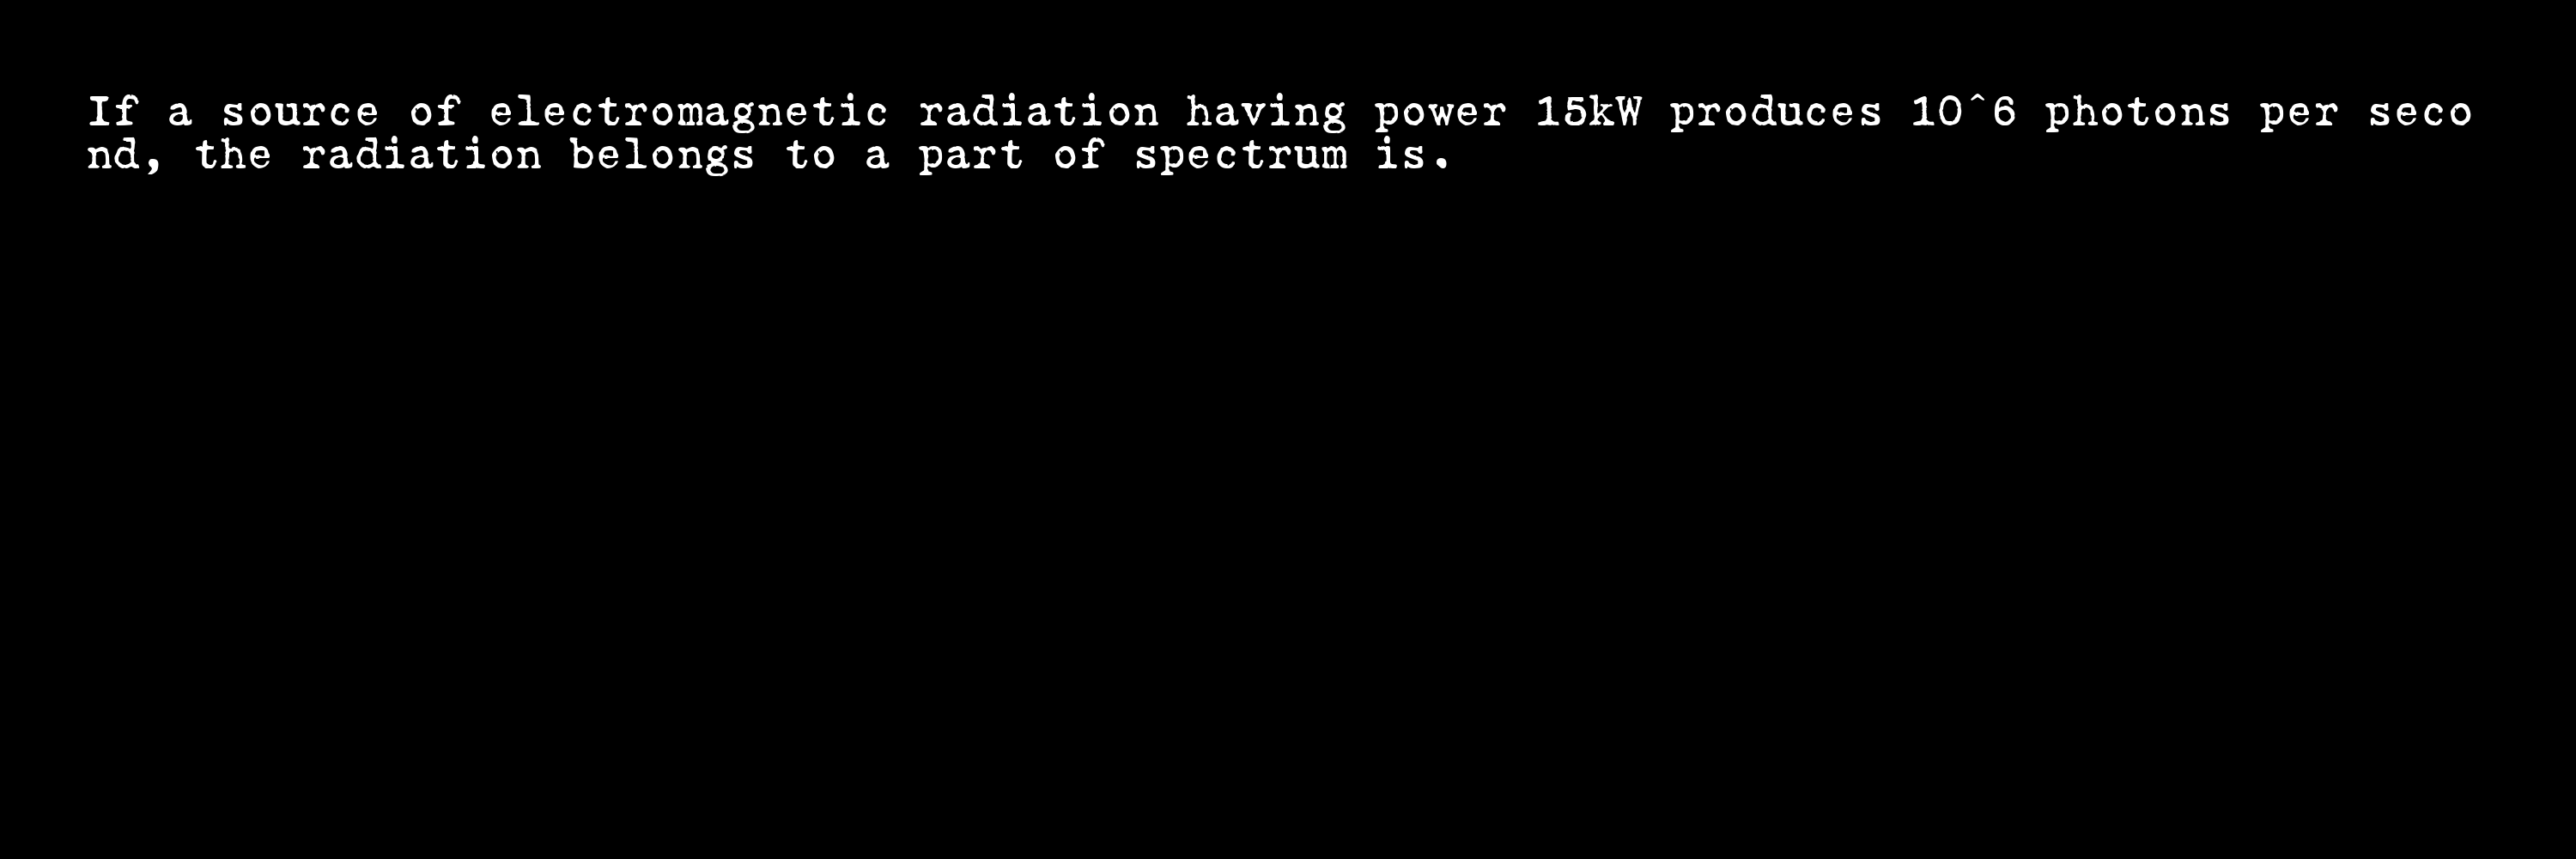 If a source of electromagnetic radiation having power 15kW produces 10^6 photons per seco
nd, the radiation belongs to a part of spectrum is.